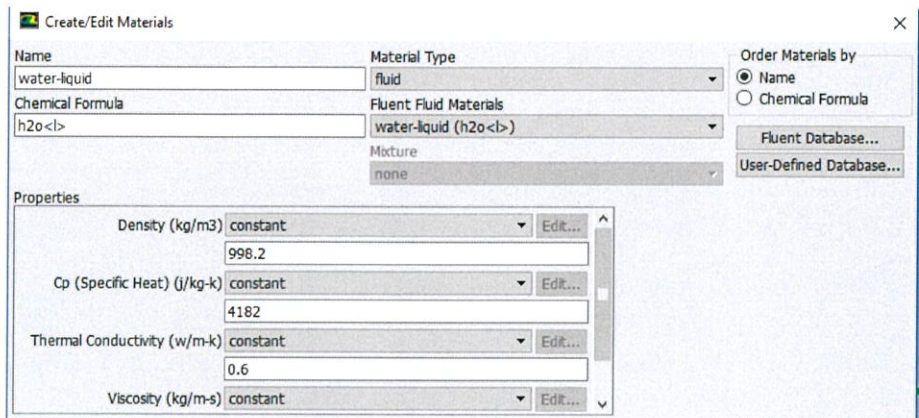 Create/Edit Materials
Name
water-liquid
Chemical Formula
h2o<l>
Material Type
fluid
Fluent Fluid Materials
water-liquid (h2o<l>)
Mixture
none
Order Materials by
Name
Chemical Formula
Fluent Database...
User-Defined Database...
Properties
Density (kg/m3) constant Edit...
998.2
Cp (Specific Heat) (j/kg-k) constant Edit...
4182
Thermal Conductivity (w/m-k) constant Edit...
0.6
Viscosity (kg/m-s) constant Edit...